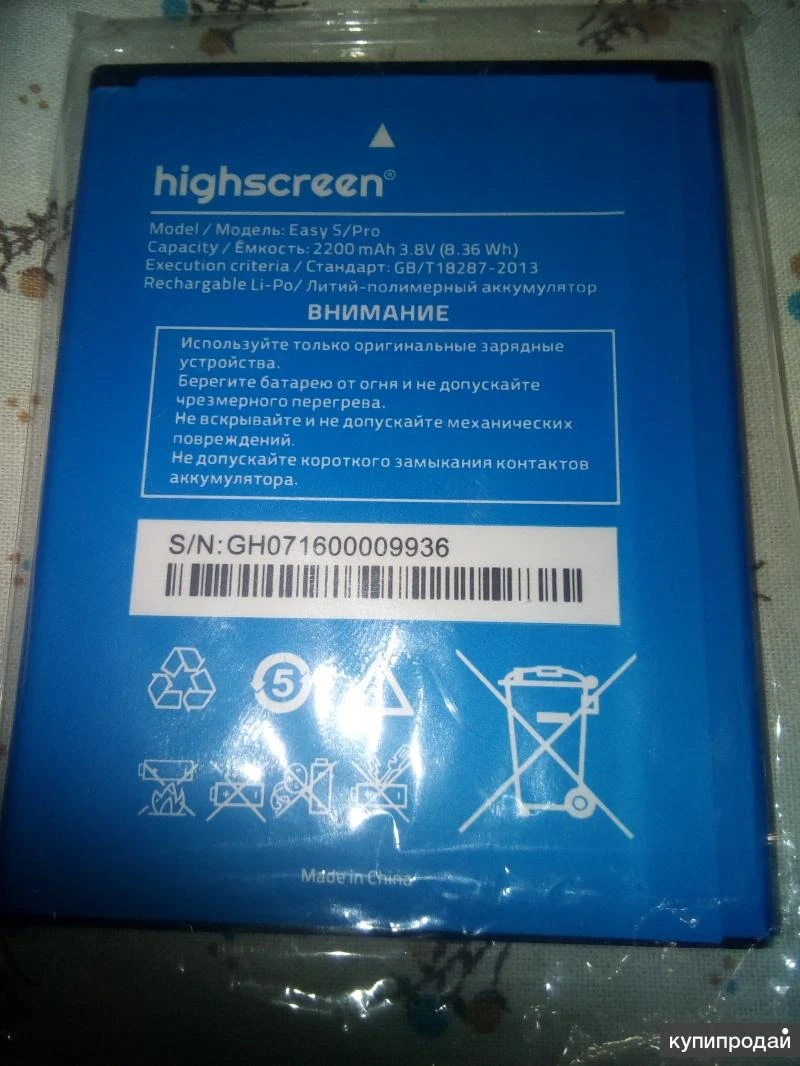 highscreen®
Model / Модель: Easy S/Pro
Capacity / Ёмкость: 2200 mAh 3.8V (8.36 Wh)
Execution criteria / Стандарт: GB/T18287-2013
Rechargable Li-Po/ Литий-полимерный аккумулятор
ВНИМАНИЕ
Используйте только оригинальные зарядные
устройства.
Берегите батарею от огня и не допускайте
чрезмерного перегрева.
Не вскрывайте и не допускайте механических
повреждений.
Не допускайте короткого замыкания контактов
аккумулятора.
S/N: GH071600009936
5
Made in China
купипродай